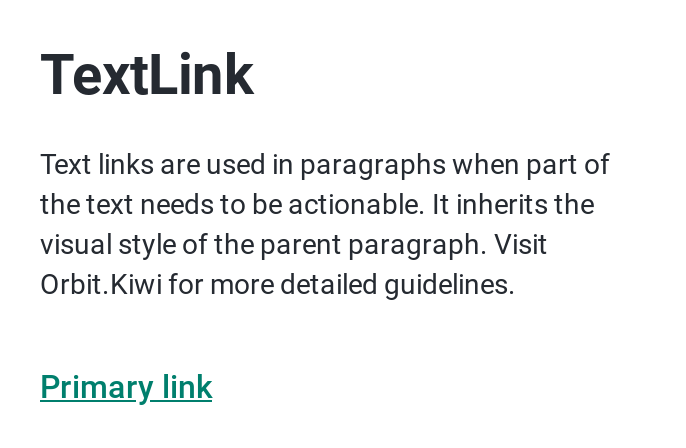 TextLink
Text links are used in paragraphs when part of
the text needs to be actionable. It inherits the
visual style of the parent paragraph. Visit
Orbit.Kiwi for more detailed guidelines.
Primary link